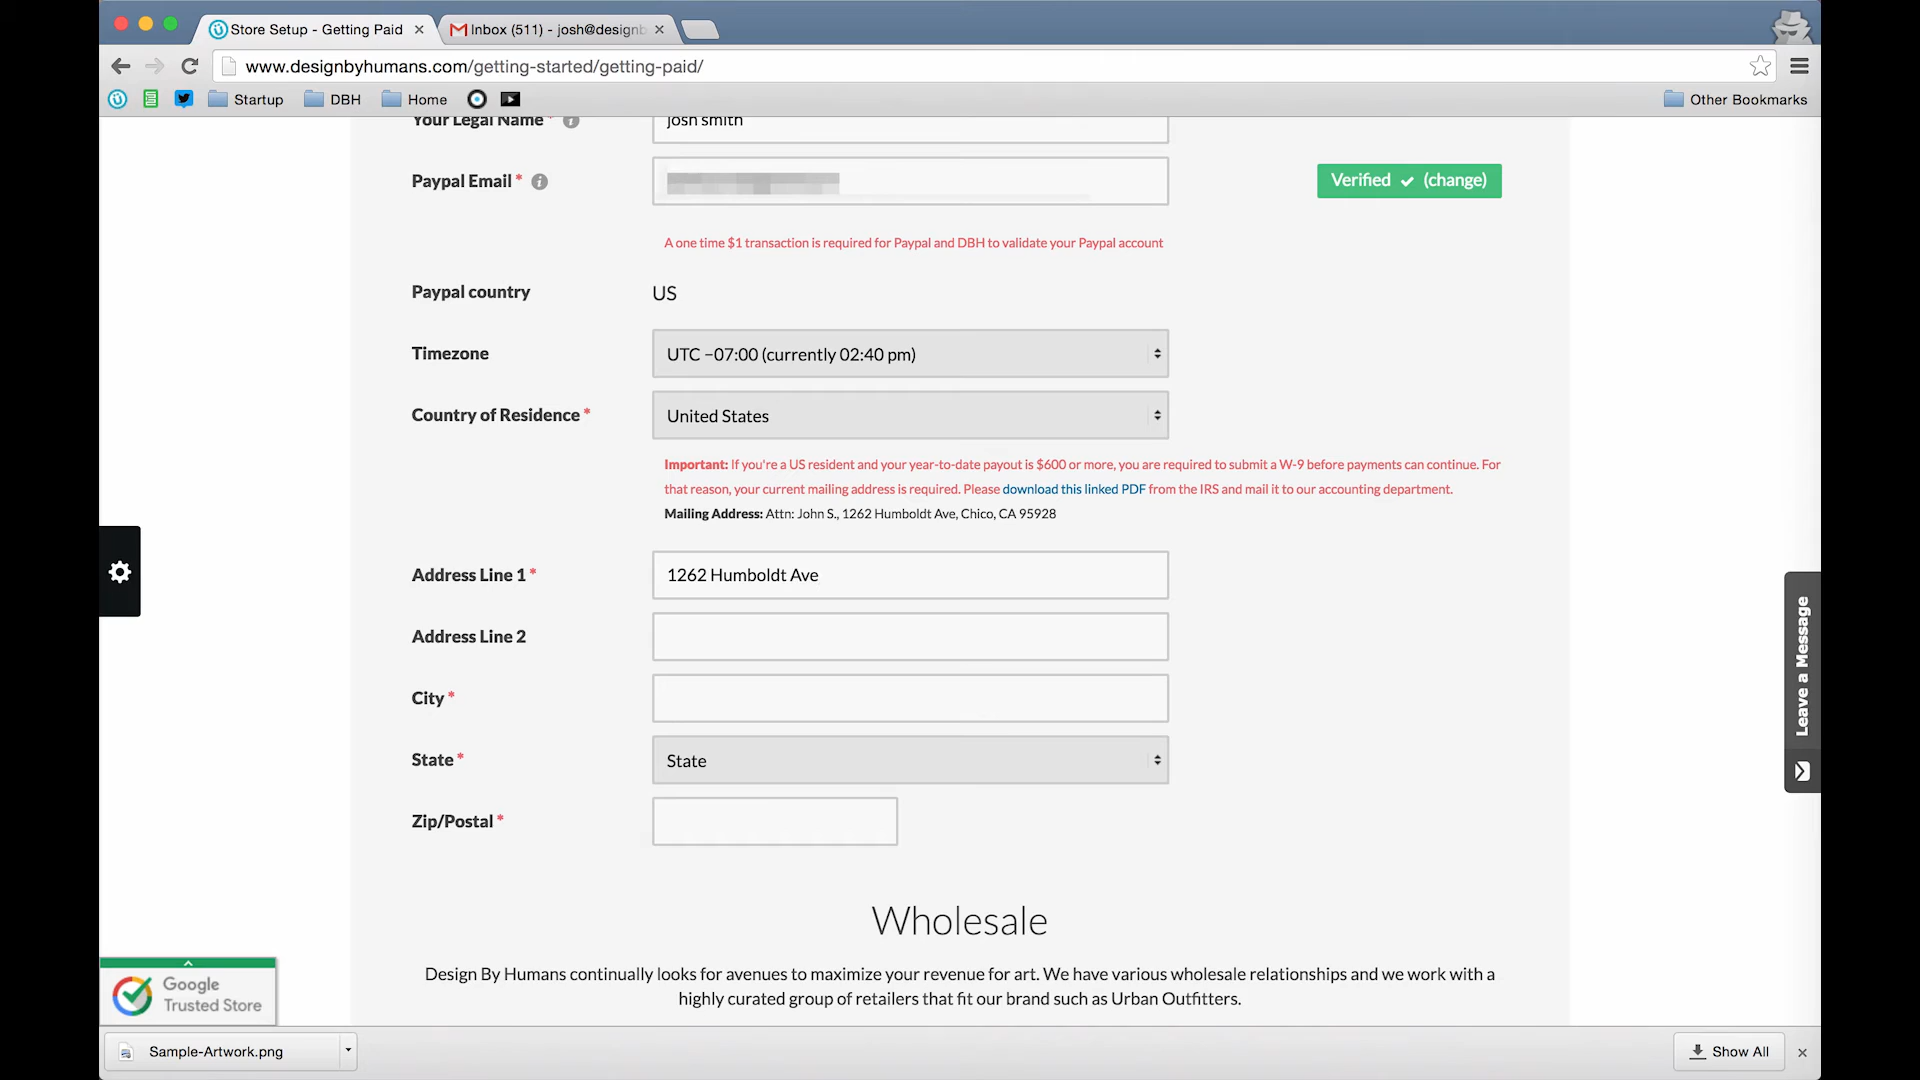 Store Setup - Getting Paid
Inbox (511) - josh@designb
www.designbyhumans.com/getting-started/getting-paid/
Startup DBH Home Other Bookmarks
Your Legal Name * josh smith
Paypal Email * Verified (change)
A one time $1 transaction is required for Paypal and DBH to validate your Paypal account
Paypal country US
Timezone UTC −07:00 (currently 02:40 pm)
Country of Residence * United States
Important: If you're a US resident and your year-to-date payout is $600 or more, you are required to submit a W-9 before payments can continue. For
that reason, your current mailing address is required. Please download this linked PDF from the IRS and mail it to our accounting department.
Mailing Address: Attn: John S., 1262 Humboldt Ave, Chico, CA 95928
Address Line 1 * 1262 Humboldt Ave
Address Line 2
City *
State * State
Zip/Postal *
Leave a Message
Wholesale
Design By Humans continually looks for avenues to maximize your revenue for art. We have various wholesale relationships and we work with a
highly curated group of retailers that fit our brand such as Urban Outfitters.
Google
Trusted Store
Sample-Artwork.png Show All